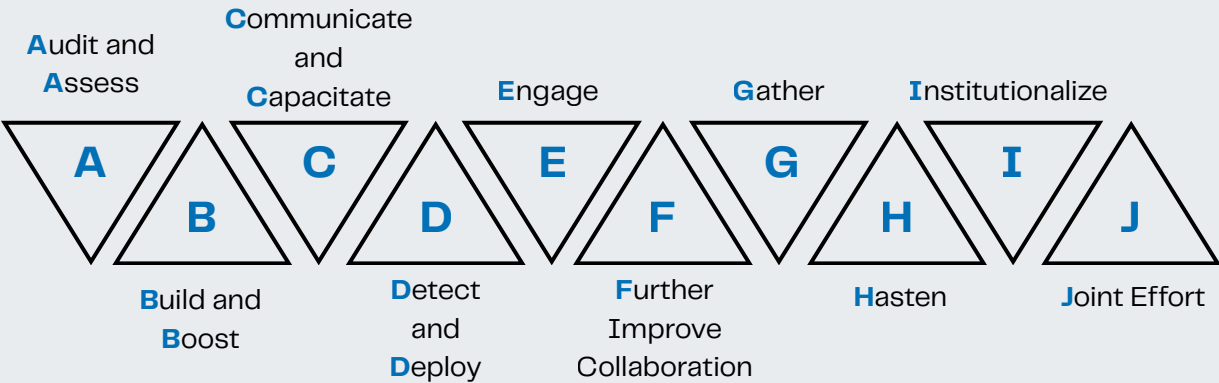 Audit and
Assess
Communicate
and
Capacitate
Engage
Gather
Institutionalize
A
B
C
D
E
F
G
H
I
J
Build and
Boost
Detect
and
Deploy
Further
Improve
Collaboration
Hasten
Joint Effort